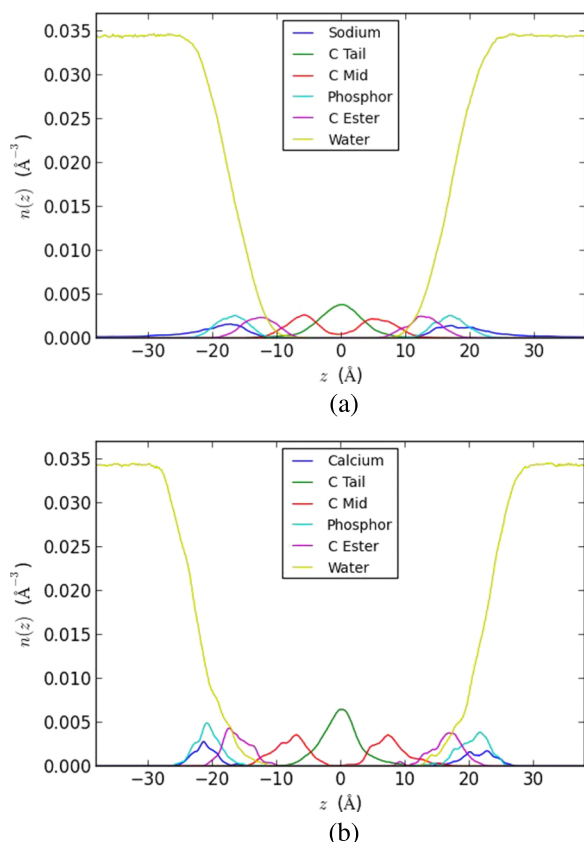 0.035
0.030
0.025
0.020
0.015
0.010
0.005
0.000
n(z) (Å⁻³)
Sodium
C Tail
C Mid
Phosphor
C Ester
Water
−30 −20 −10 0 10 20 30
z (Å)
(a)
0.035
0.030
0.025
0.020
0.015
0.010
0.005
0.000
n(z) (Å⁻³)
Calcium
C Tail
C Mid
Phosphor
C Ester
Water
−30 −20 −10 0 10 20 30
z (Å)
(b)